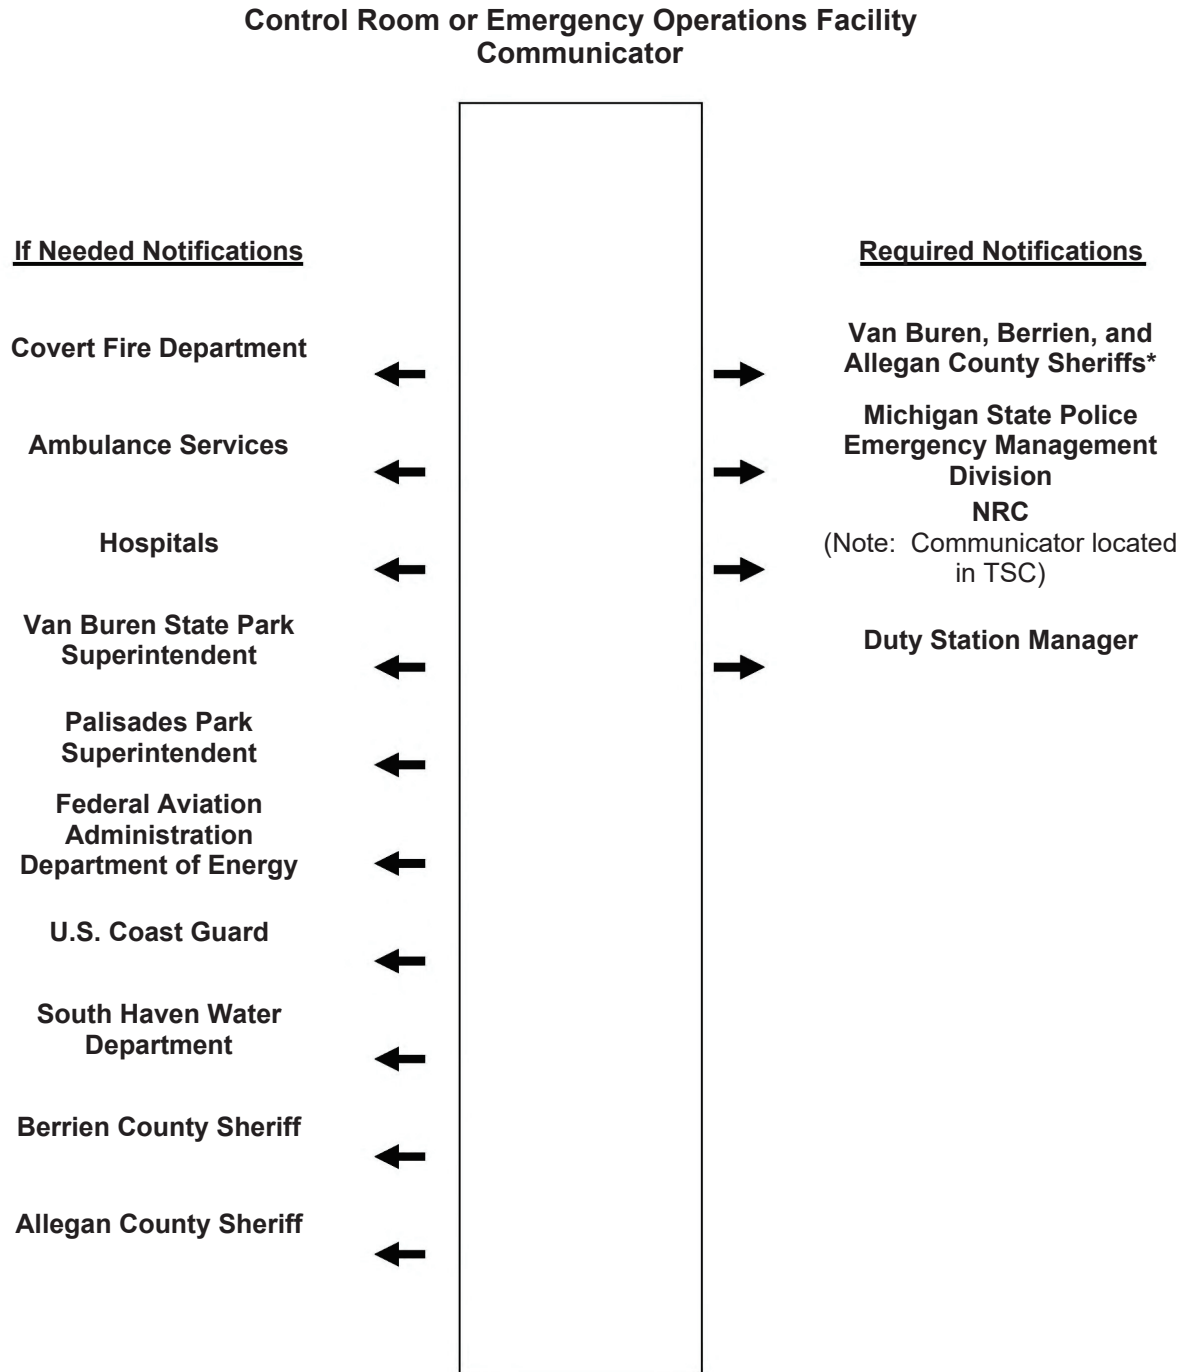 Control Room or Emergency Operations Facility
Communicator
If Needed Notifications
Covert Fire Department
Ambulance Services
Hospitals
Van Buren State Park
Superintendent
Palisades Park
Superintendent
Federal Aviation
Administration
Department of Energy
U.S. Coast Guard
South Haven Water
Department
Berrien County Sheriff
Allegan County Sheriff
Required Notifications
Van Buren, Berrien, and
Allegan County Sheriffs*
Michigan State Police
Emergency Management
Division
NRC
(Note:  Communicator located
in TSC)
Duty Station Manager